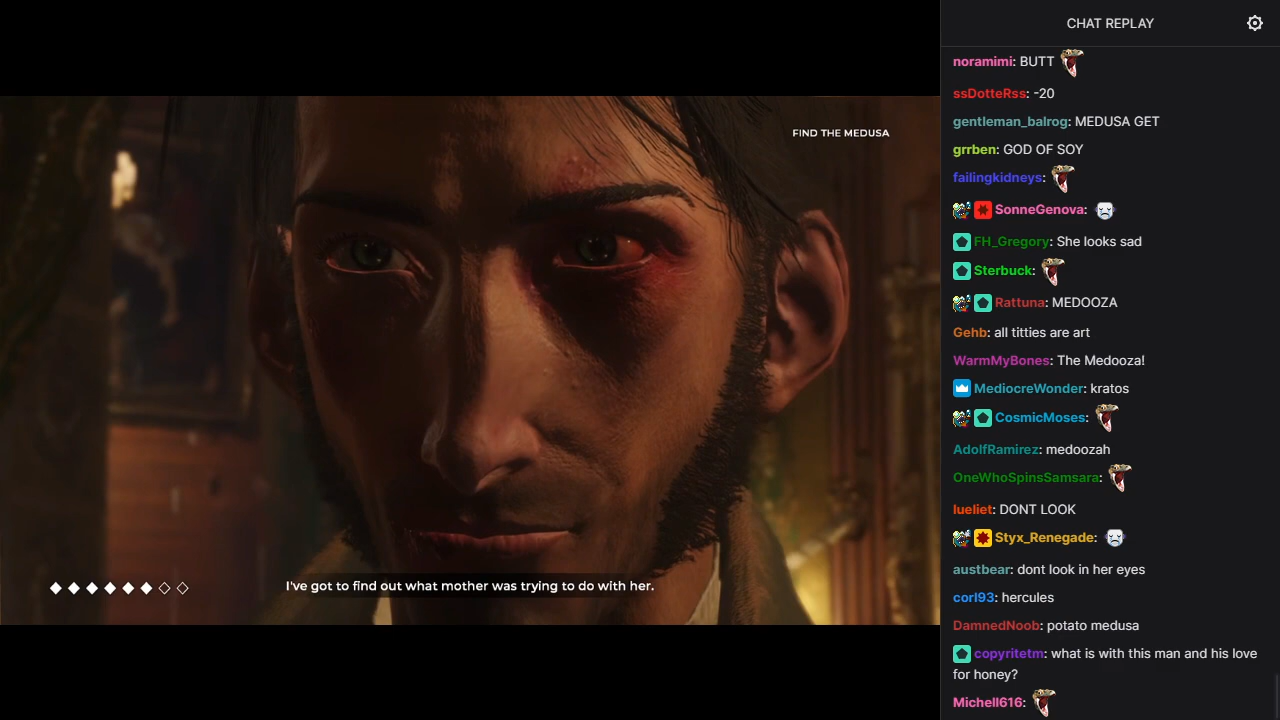 FIND THE MEDUSA
I've got to find out what mother was trying to do with her.
CHAT REPLAY
noramimi: BUTT
ssDotteRss: -20
gentleman_balrog: MEDUSA GET
grrben: GOD OF SOY
failingkidneys:
SonneGenova:
FH_Gregory: She looks sad
Sterbuck:
Rattuna: MEDOOZA
Gehb: all titties are art
WarmMyBones: The Medooza!
MediocreWonder: kratos
CosmicMoses:
AdolfRamirez: medoozah
OneWhoSpinsSamsara:
lueliet: DONT LOOK
Styx_Renegade:
austbear: dont look in her eyes
corl93: hercules
DamnedNoob: potato medusa
copyritetm: what is with this man and his love
for honey?
Michell616: